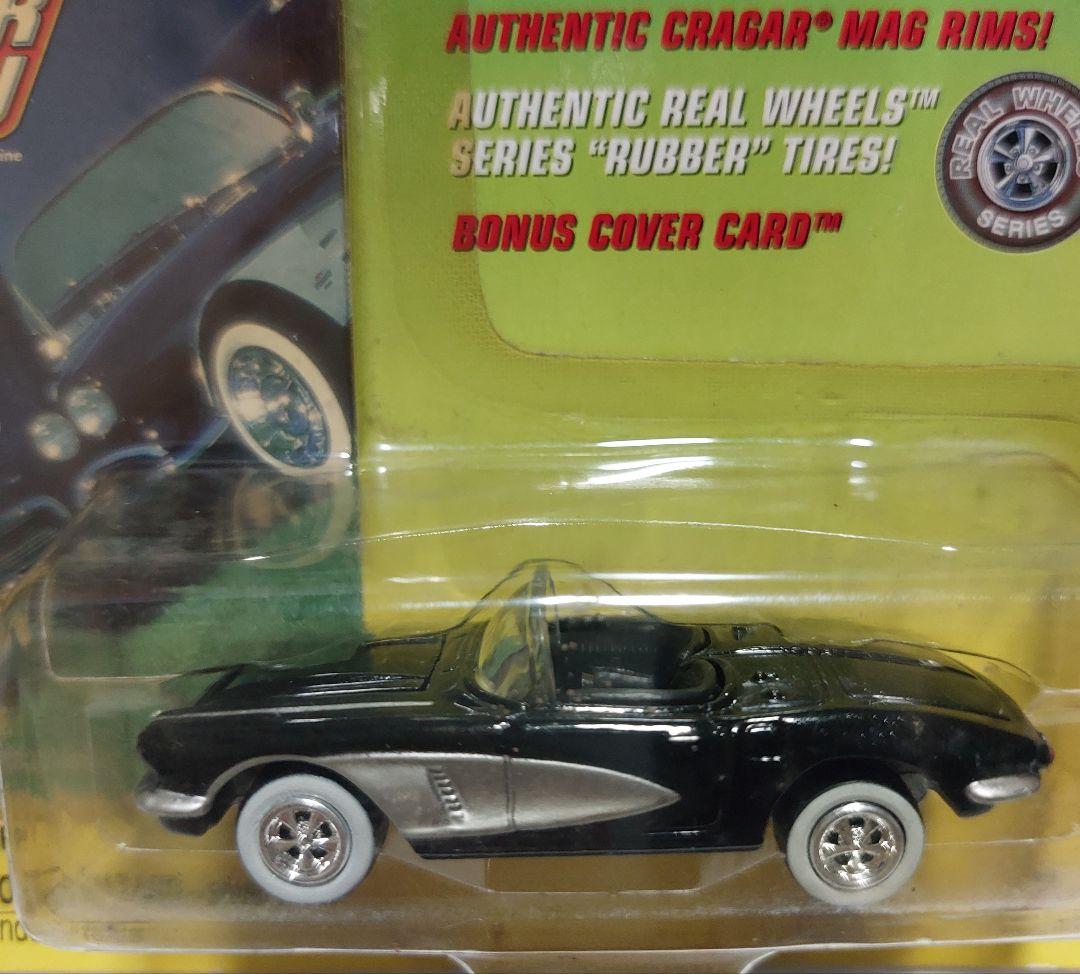 AUTHENTIC CRAGAR® MAG RIMS!
AUTHENTIC REAL WHEELS™
SERIES “RUBBER” TIRES!
BONUS COVER CARD™
REAL WHEELS
SERIES